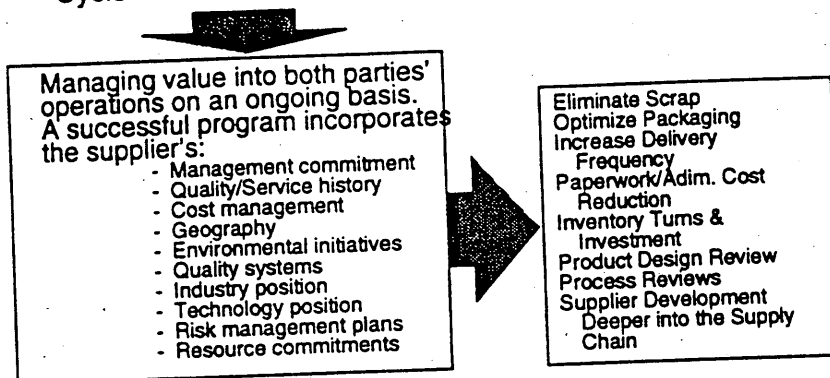 Cycle
Managing value into both parties'
operations on an ongoing basis.
A successful program incorporates
the supplier's:
- Management commitment
- Quality/Service history
- Cost management
- Geography
- Environmental initiatives
- Quality systems
- Industry position
- Technology position
- Risk management plans
- Resource commitments
Eliminate Scrap
Optimize Packaging
Increase Delivery
Frequency
Paperwork/Adim. Cost
Reduction
Inventory Turns &
Investment
Product Design Review
Process Reviews
Supplier Development
Deeper into the Supply
Chain